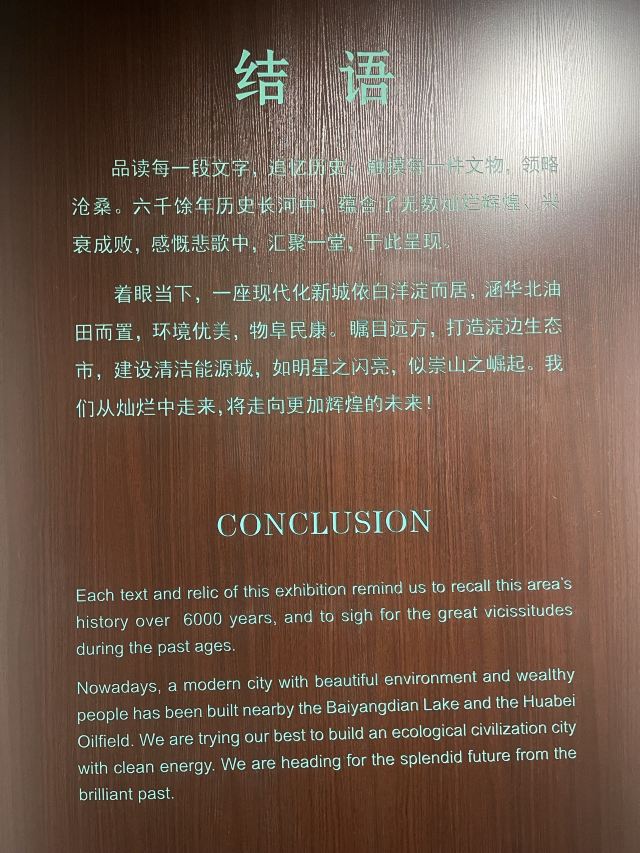 结 语
品读每一段文字，追忆历史；触摸每一件文物，领略
沧桑。六千馀年历史长河中，蕴含了无数灿烂辉煌、兴
衰成败，感慨悲歌中，汇聚一堂，于此呈现。
着眼当下，一座现代化新城依白洋淀而居，涵华北油
田而置，环境优美，物阜民康。瞩目远方，打造淀边生态
市，建设清洁能源城，如明星之闪亮，似崇山之崛起。我
们从灿烂中走来，将走向更加辉煌的未来！
CONCLUSION
Each text and relic of this exhibition remind us to recall this area's
history over 6000 years, and to sigh for the great vicissitudes
during the past ages.
Nowadays, a modern city with beautiful environment and wealthy
people has been built nearby the Baiyangdian Lake and the Huabei
Oilfield. We are trying our best to build an ecological civilization city
with clean energy. We are heading for the splendid future from the
brilliant past.